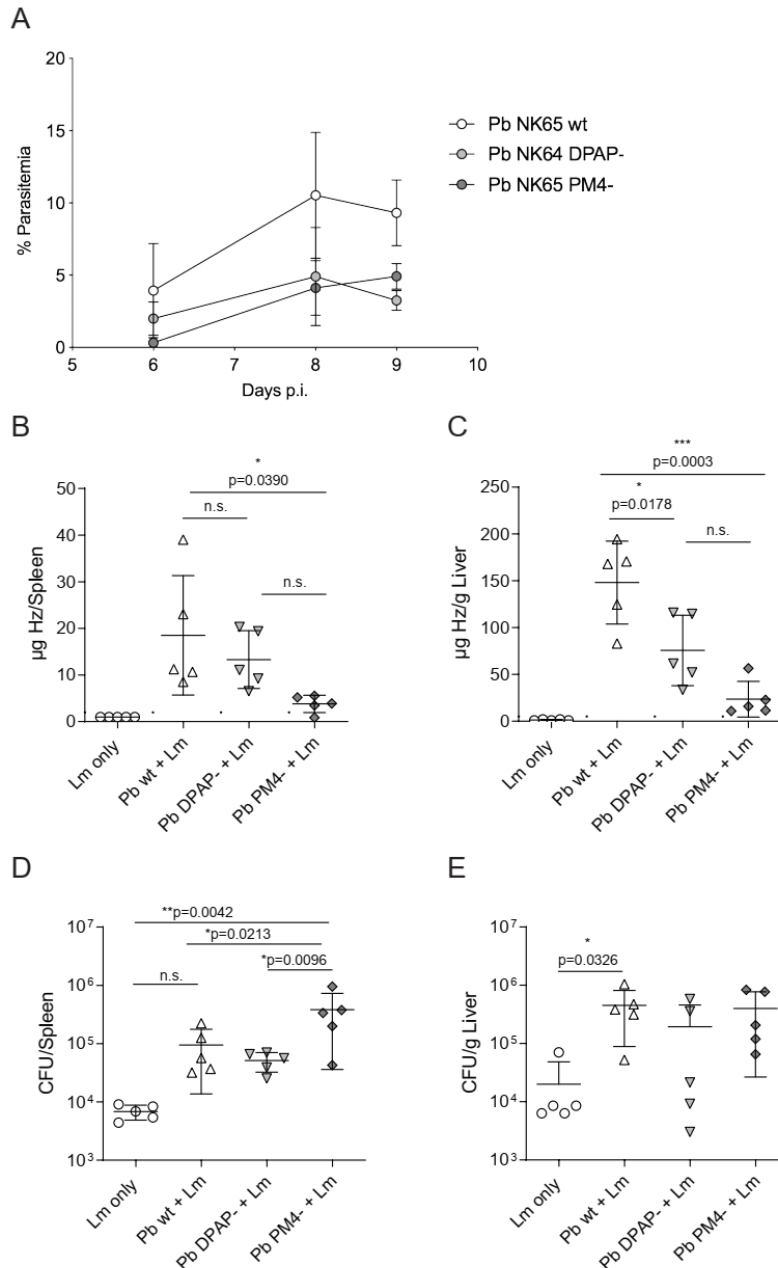 A
20
15
10
5
0
% Parasitemia
5 6 7 8 9 10
Days p.i.
Pb NK65 wt
Pb NK64 DPAP-
Pb NK65 PM4-
B
*
p=0.0390
n.s.
n.s.
50
40
30
20
10
0
µg Hz/Spleen
Lm only
Pb wt + Lm
Pb DPAP- + Lm
Pb PM4- + Lm
C
***
p=0.0003
*
p=0.0178
n.s.
250
200
150
100
50
0
µg Hz/g Liver
Lm only
Pb wt + Lm
Pb DPAP- + Lm
Pb PM4- + Lm
D
**p=0.0042
*p=0.0213
*p=0.0096
n.s.
10⁷
10⁶
10⁵
10⁴
10³
CFU/Spleen
Lm only
Pb wt + Lm
Pb DPAP- + Lm
Pb PM4- + Lm
E
*
p=0.0326
10⁷
10⁶
10⁵
10⁴
10³
CFU/g Liver
Lm only
Pb wt + Lm
Pb DPAP- + Lm
Pb PM4- + Lm